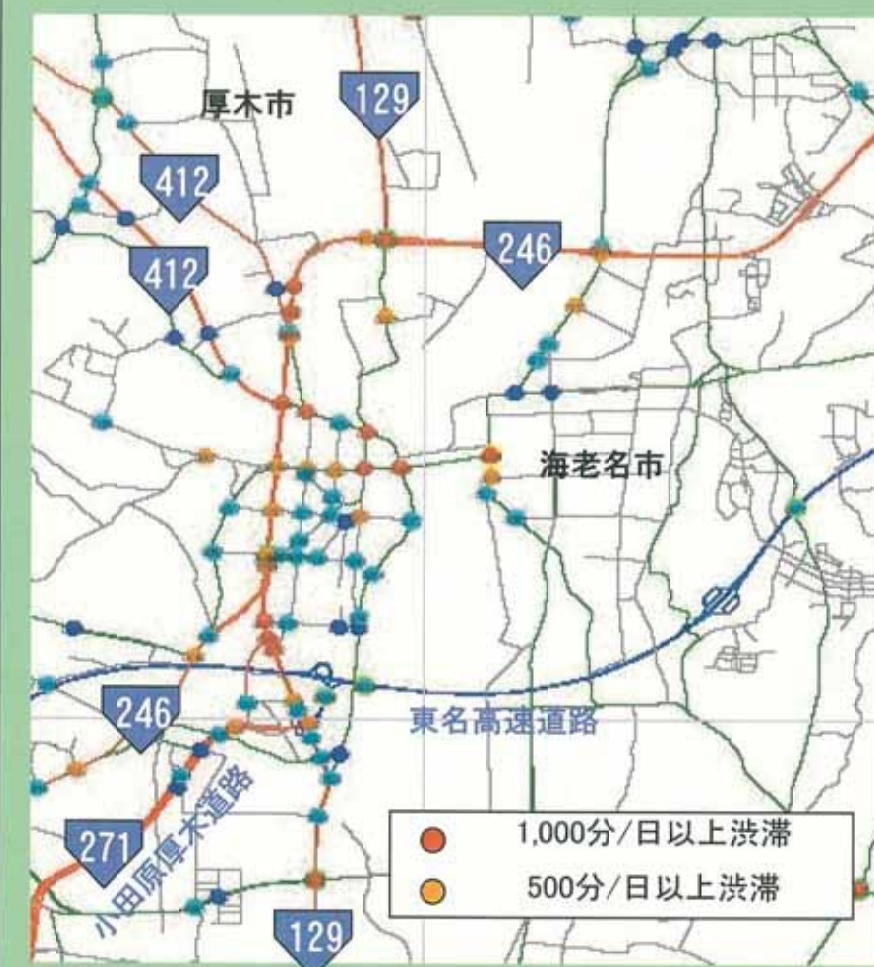 厚木市
129
412
412
246
海老名市
東名高速道路
246
小田原厚木道路
271
1,000分/日以上渋滞
500分/日以上渋滞
129